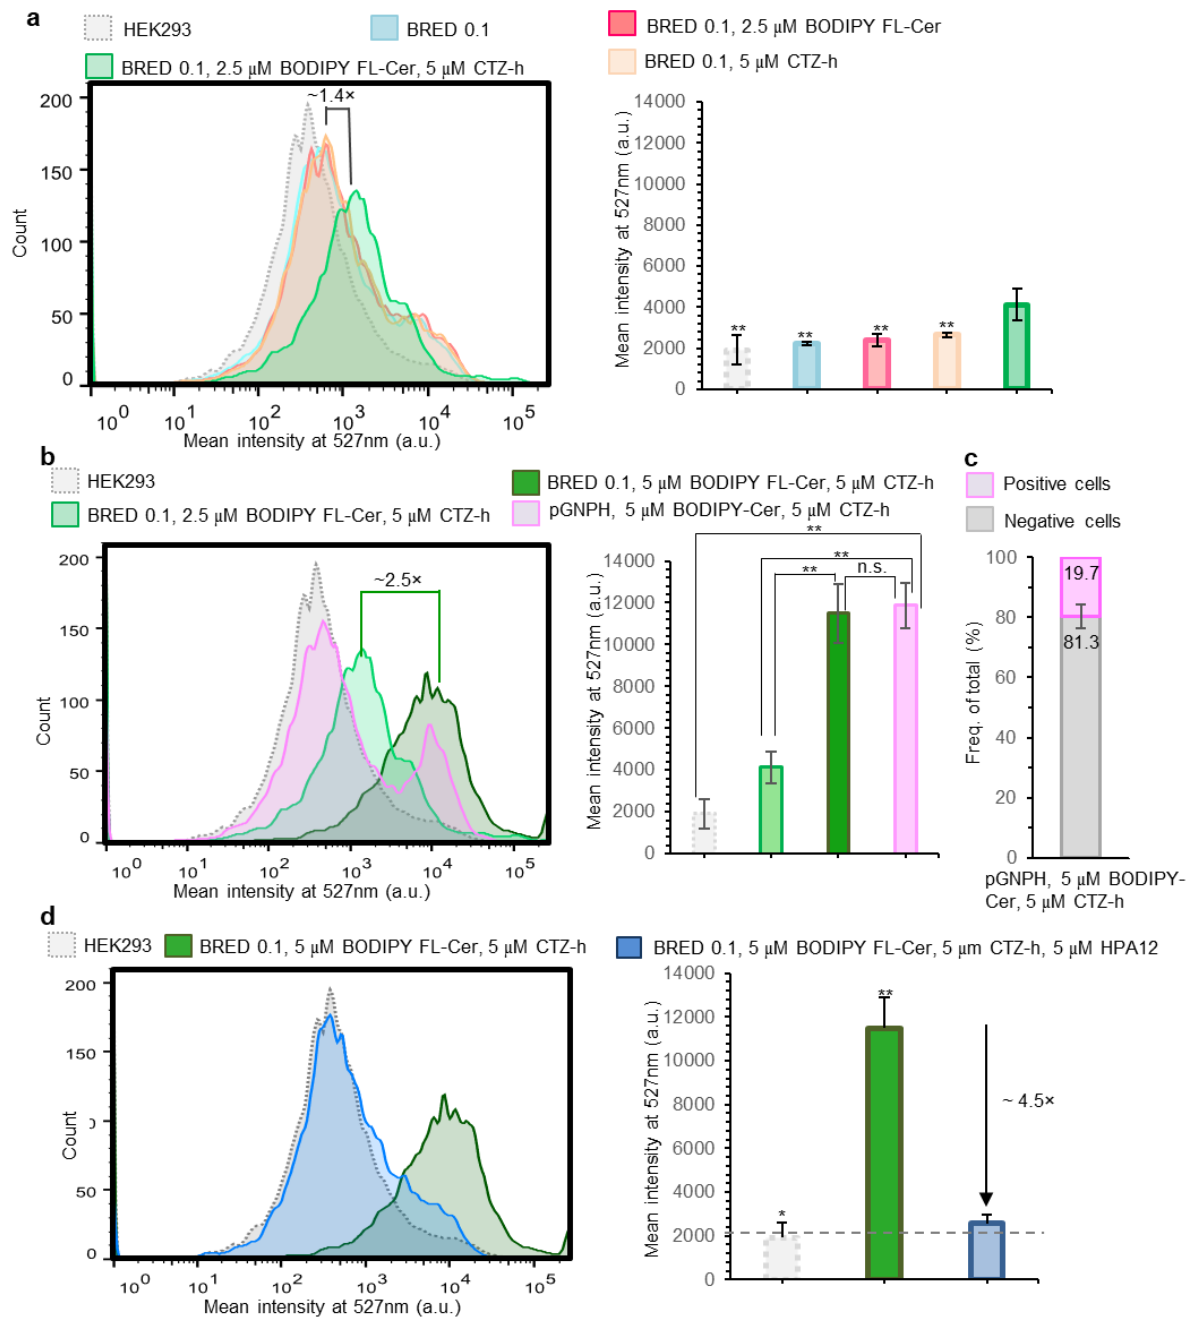 a
HEK293
BRED 0.1
BRED 0.1, 2.5 µM BODIPY FL-Cer
BRED 0.1, 2.5 µM BODIPY FL-Cer, 5 µM CTZ-h
BRED 0.1, 5 µM CTZ-h
~1.4×
200
150
100
50
0
Count
10^0 10^1 10^2 10^3 10^4 10^5
Mean intensity at 527nm (a.u.)
14000
12000
10000
8000
6000
4000
2000
0
Mean intensity at 527nm (a.u.)
** ** ** **
b
HEK293
BRED 0.1, 5 µM BODIPY FL-Cer, 5 µM CTZ-h
BRED 0.1, 2.5 µM BODIPY FL-Cer, 5 µM CTZ-h
pGNPH, 5 µM BODIPY-Cer, 5 µM CTZ-h
~2.5×
200
150
100
50
0
Count
10^0 10^1 10^2 10^3 10^4 10^5
Mean intensity at 527nm (a.u.)
**
**
** n.s.
14000
12000
10000
8000
6000
4000
2000
0
Mean intensity at 527nm (a.u.)
c
Positive cells
Negative cells
100
80
60
40
20
0
Freq. of total (%)
19.7
81.3
pGNPH, 5 µM BODIPY-
Cer, 5 µM CTZ-h
d
HEK293
BRED 0.1, 5 µM BODIPY FL-Cer, 5 µM CTZ-h
BRED 0.1, 5 µM BODIPY FL-Cer, 5 µm CTZ-h, 5 µM HPA12
200
150
50
0
Count
10^0 10^1 10^2 10^3 10^4 10^5
Mean intensity at 527nm (a.u.)
14000
12000
10000
8000
6000
4000
2000
0
Mean intensity at 527nm (a.u.)
*
**
~ 4.5×